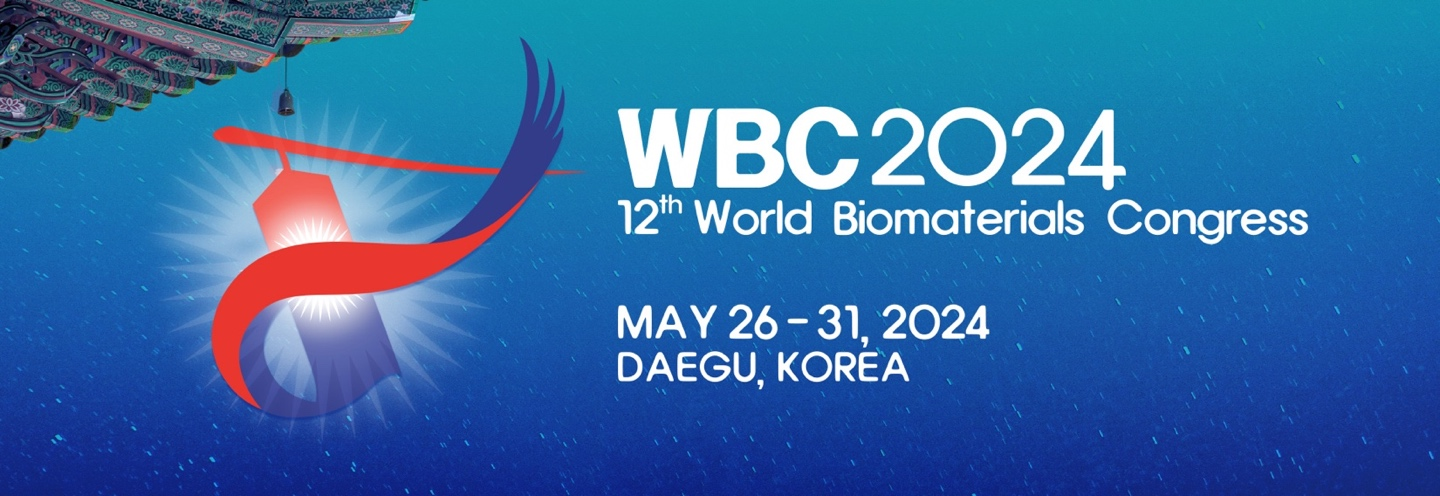 WBC2024
12th World Biomaterials Congress
MAY 26 - 31, 2024
DAEGU, KOREA